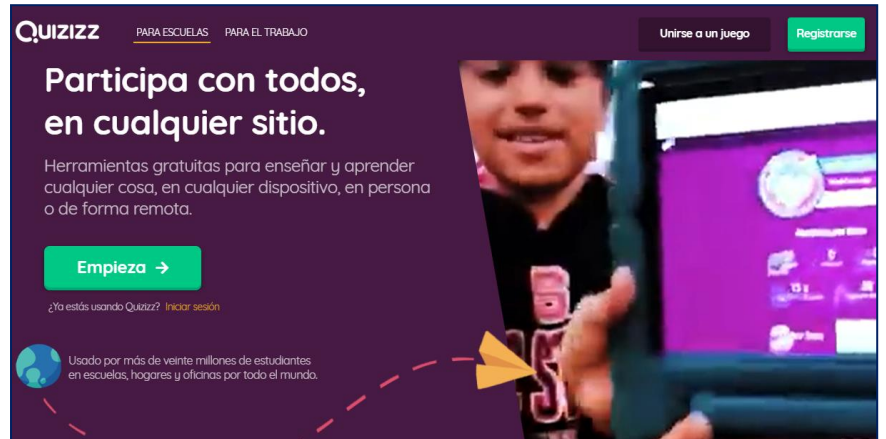 QUIZIZZ
PARA ESCUELAS PARA EL TRABAJO
Unirse a un juego
Registrarse
Participa con todos,
en cualquier sitio.
Herramientas gratuitas para enseñar y aprender
cualquier cosa, en cualquier dispositivo, en persona
o de forma remota.
Empieza →
¿Ya estás usando Quizizz? Iniciar sesión
Usado por más de veinte millones de estudiantes
en escuelas, hogares y oficinas por todo el mundo.